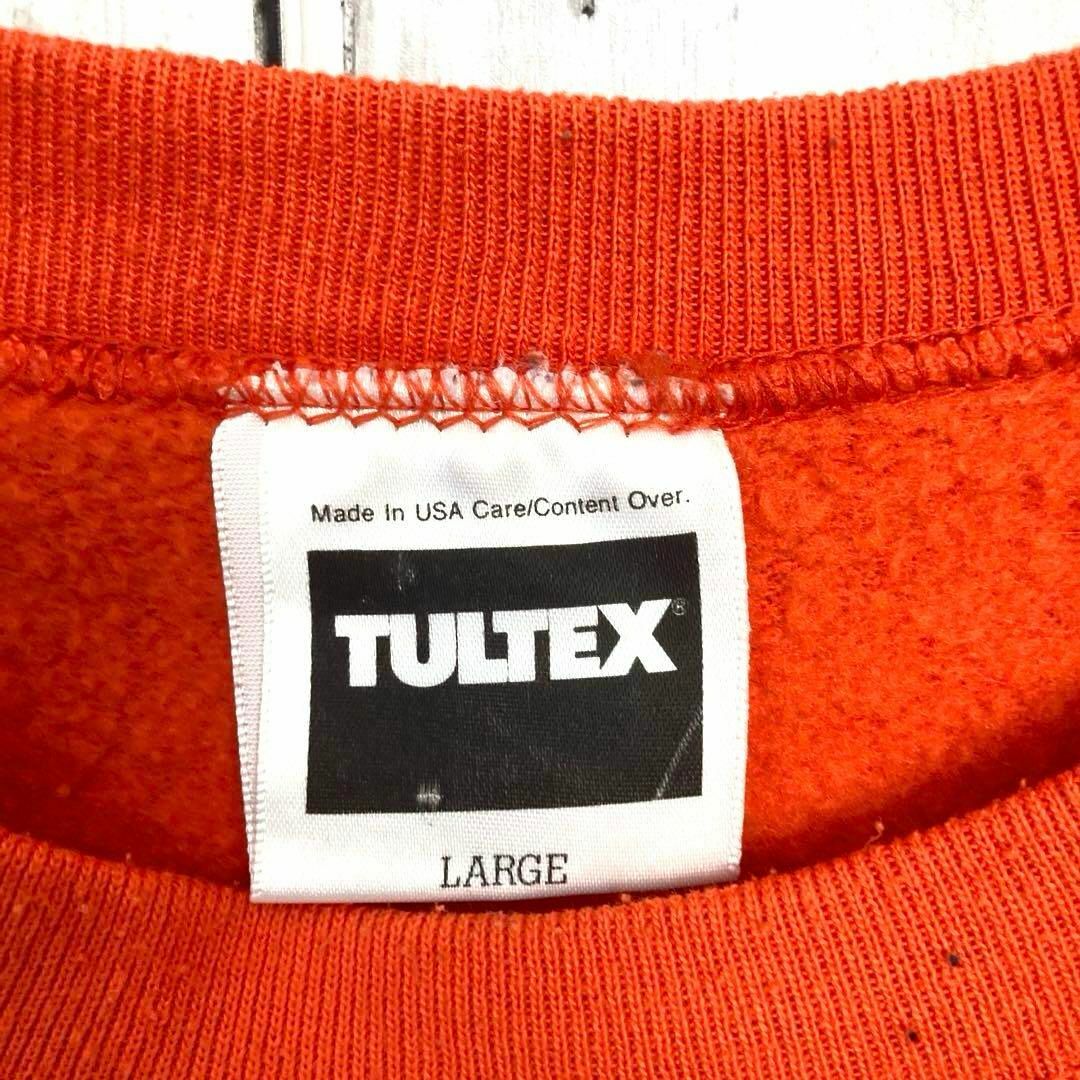 Made In USA Care/Content Over.
TULTEX®
LARGE